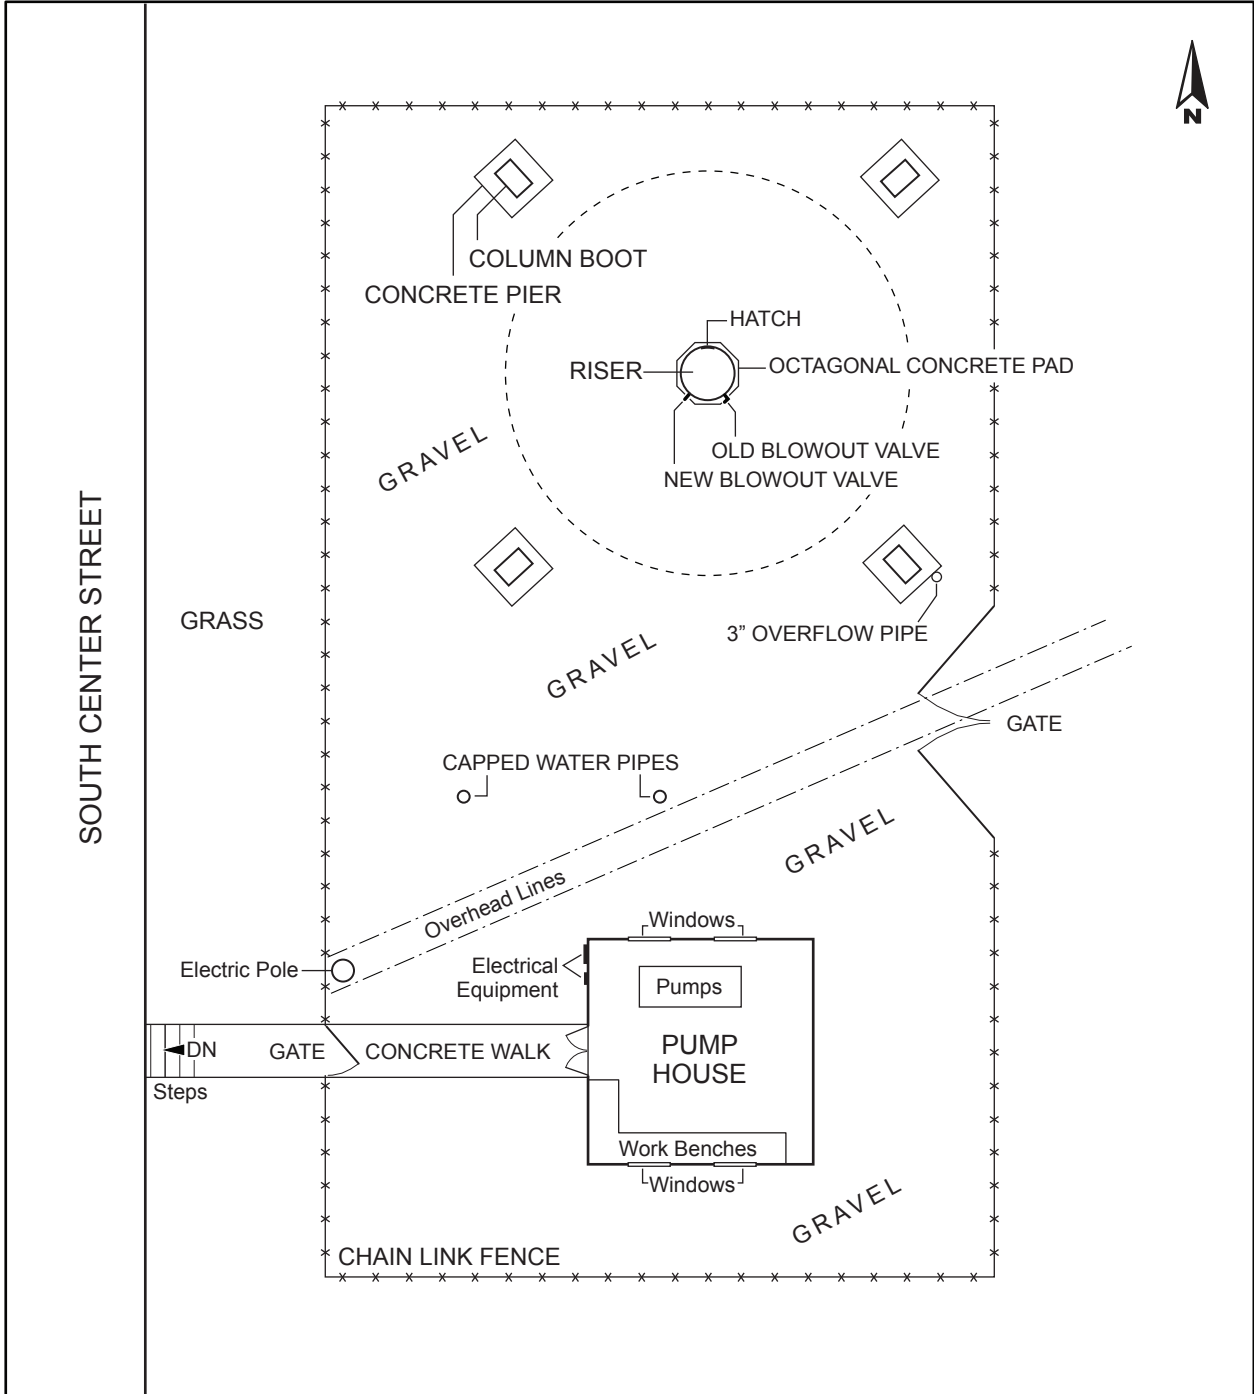 N
COLUMN BOOT
CONCRETE PIER
HATCH
RISER
OCTAGONAL CONCRETE PAD
OLD BLOWOUT VALVE
NEW BLOWOUT VALVE
GRAVEL
SOUTH CENTER STREET
GRASS
3” OVERFLOW PIPE
GRAVEL
GATE
CAPPED WATER PIPES
GRAVEL
Overhead Lines
Windows
Electric Pole
Electrical
Equipment
Pumps
DN
GATE
CONCRETE WALK
PUMP
HOUSE
Steps
Work Benches
Windows
GRAVEL
CHAIN LINK FENCE